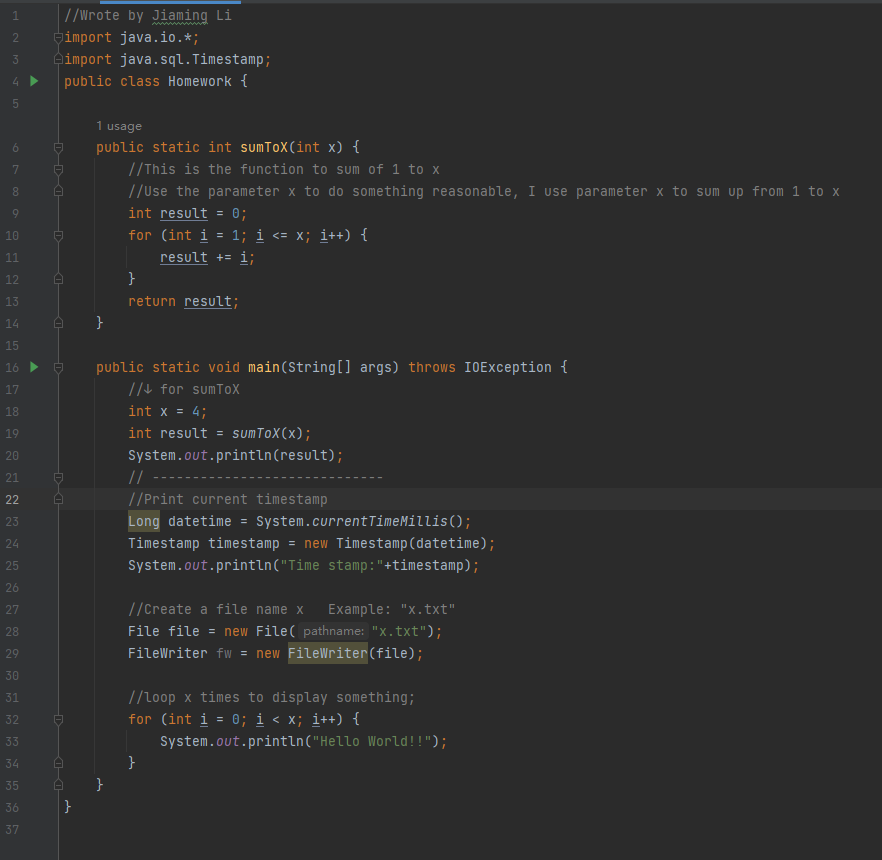 1 //Wrote by Jiaming Li
2 import java.io.*;
3 import java.sql.Timestamp;
4 public class Homework {
5
1 usage
6 public static int sumToX(int x) {
7 //This is the function to sum of 1 to x
8 //Use the parameter x to do something reasonable, I use parameter x to sum up from 1 to x
9 int result = 0;
10 for (int i = 1; i <= x; i++) {
11 result += i;
12 }
13 return result;
14 }
15
16 public static void main(String[] args) throws IOException {
17 //↓ for sumToX
18 int x = 4;
19 int result = sumToX(x);
20 System.out.println(result);
21 // -----------------------------
22 //Print current timestamp
23 Long datetime = System.currentTimeMillis();
24 Timestamp timestamp = new Timestamp(datetime);
25 System.out.println("Time stamp:"+timestamp);
26
27 //Create a file name x   Example: "x.txt"
28 File file = new File( pathname: "x.txt");
29 FileWriter fw = new FileWriter(file);
30
31 //loop x times to display something;
32 for (int i = 0; i < x; i++) {
33 System.out.println("Hello World!!");
34 }
35 }
36 }
37